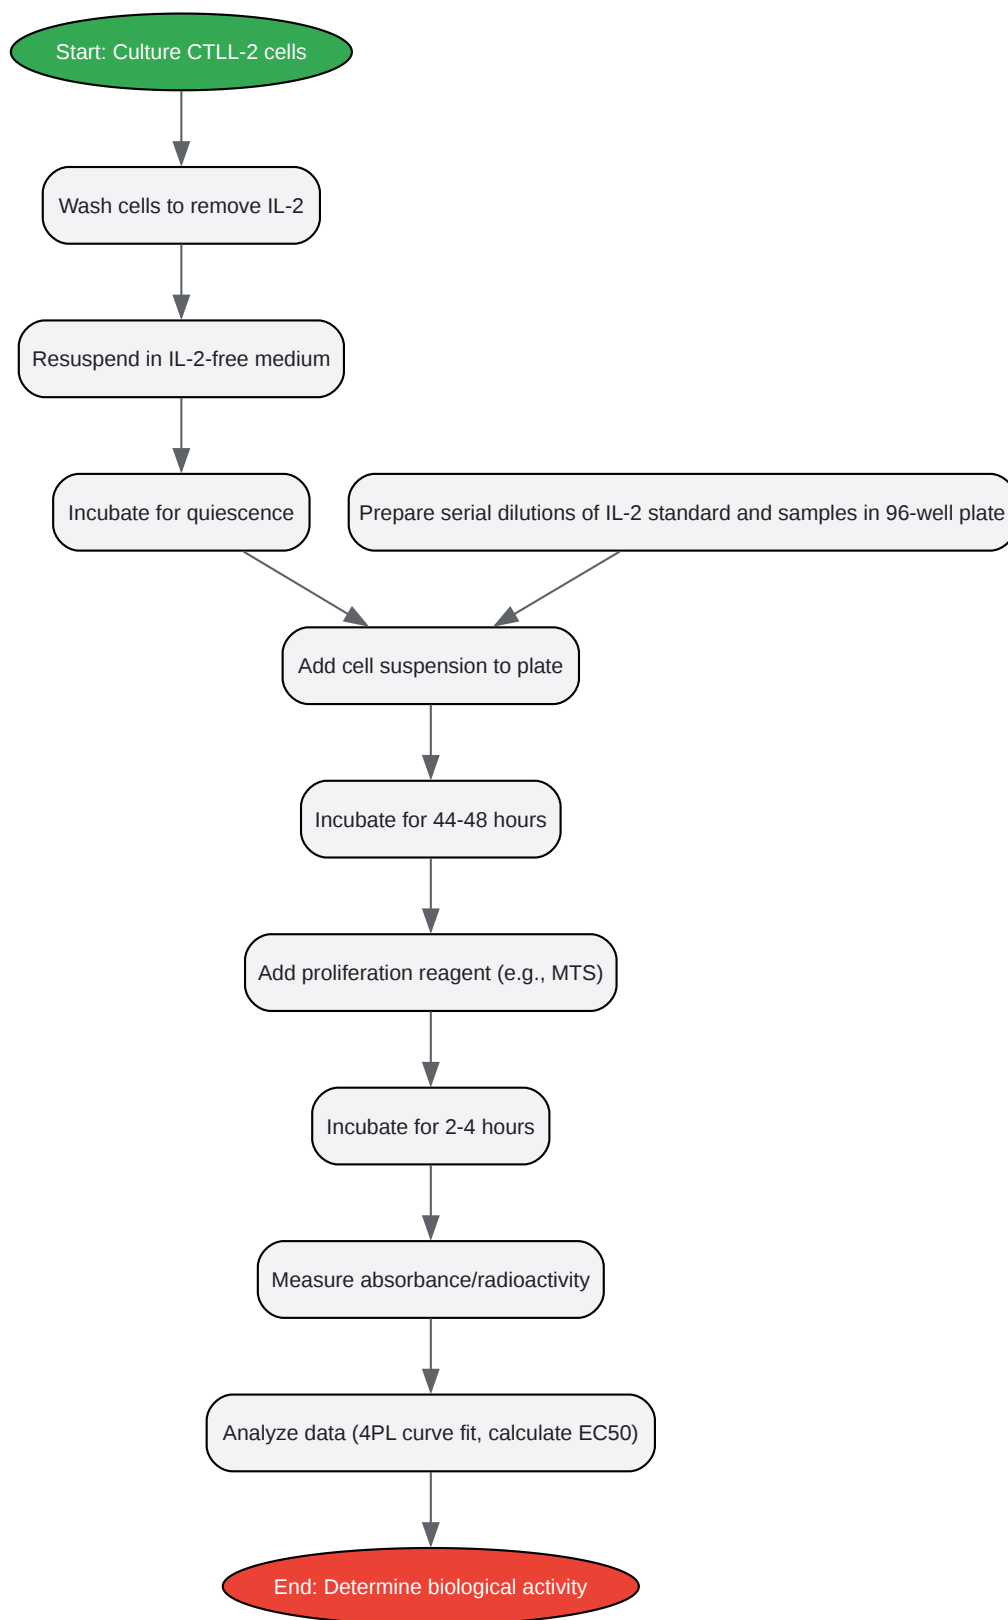 Start: Culture CTLL-2 cells
Wash cells to remove IL-2
Resuspend in IL-2-free medium
Incubate for quiescence
Prepare serial dilutions of IL-2 standard and samples in 96-well plate
Add cell suspension to plate
Incubate for 44-48 hours
Add proliferation reagent (e.g., MTS)
Incubate for 2-4 hours
Measure absorbance/radioactivity
Analyze data (4PL curve fit, calculate EC50)
End: Determine biological activity